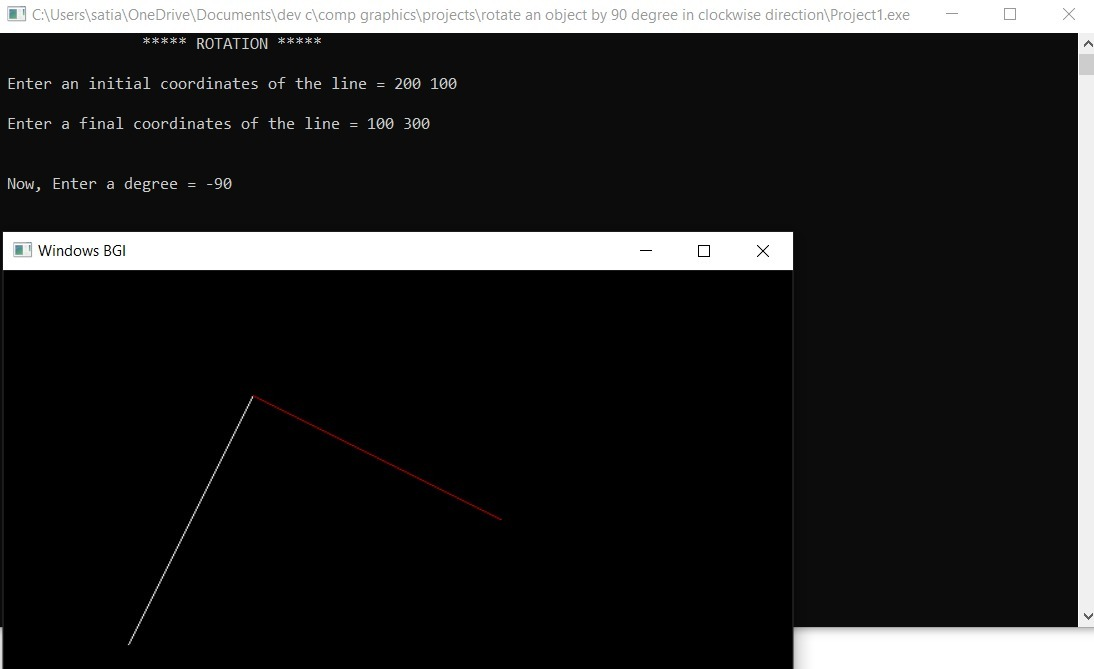 C:\Users\satia\OneDrive\Documents\dev c\comp graphics\projects\rotate an object by 90 degree in clockwise direction\Project1.exe
***** ROTATION *****
Enter an initial coordinates of the line = 200 100
Enter a final coordinates of the line = 100 300
Now, Enter a degree = -90
Windows BGI